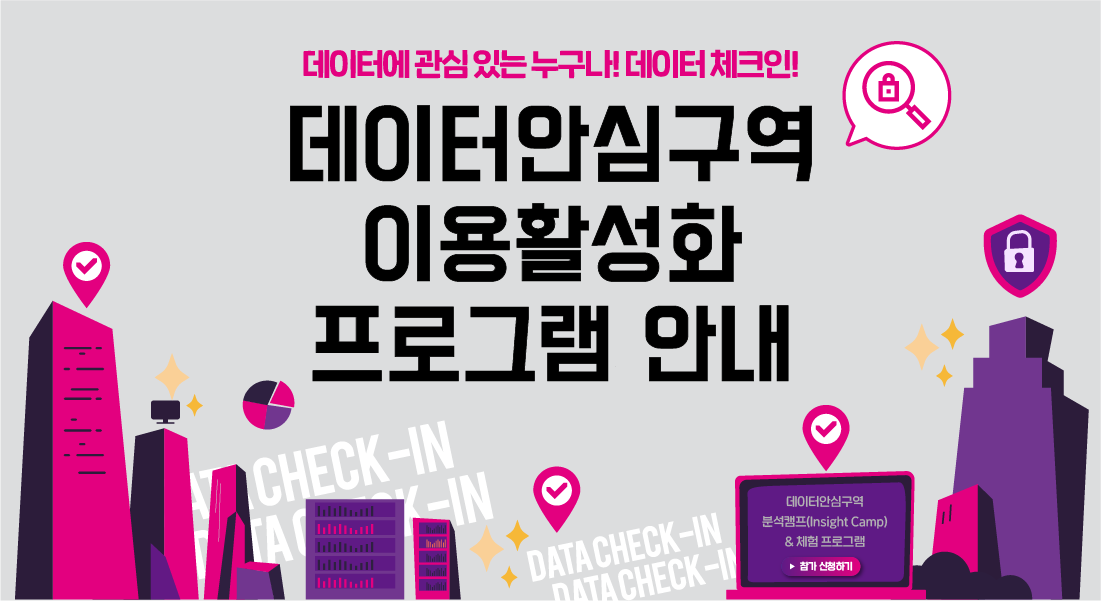 데이터에 관심 있는 누구나! 데이터 체크인!
데이터안심구역
이용활성화
프로그램 안내
DATA CHECK-IN
DATA CHECK-IN
DATA CHECK-IN
DATA CHECK-IN
데이터안심구역
분석캠프(Insight Camp)
& 체험 프로그램
▶ 참가 신청하기